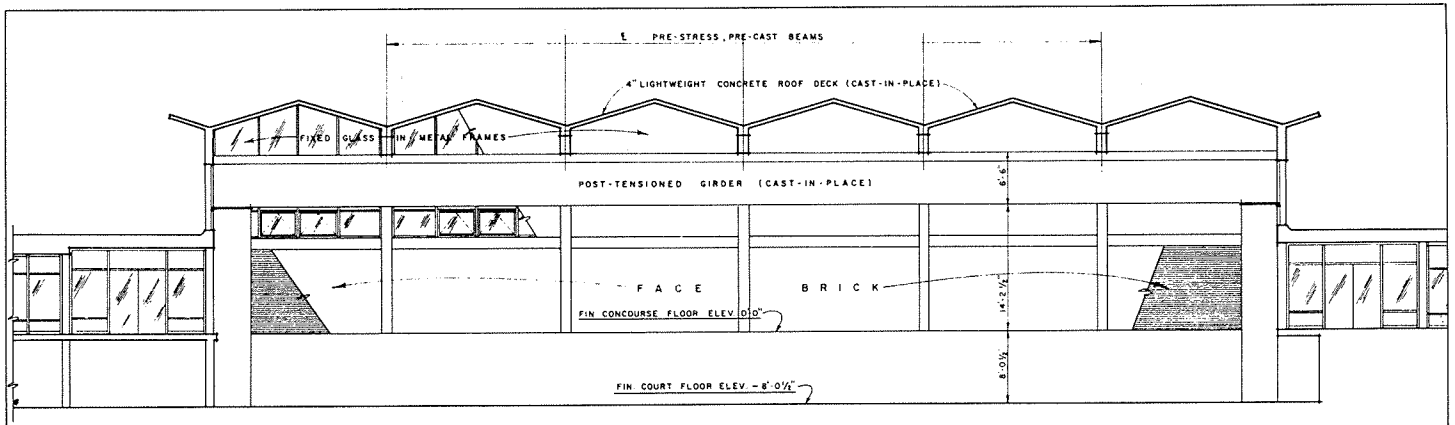 ℄ PRE-STRESS, PRE-CAST BEAMS
4" LIGHTWEIGHT CONCRETE ROOF DECK (CAST-IN-PLACE)
FIXED GLASS IN METAL FRAMES
POST-TENSIONED GIRDER (CAST-IN-PLACE)
6'-6"
FACE BRICK
14'-2½"
FIN CONCOURSE FLOOR ELEV. 0'-0"
8'-0½"
FIN. COURT FLOOR ELEV. - 8'-0½"